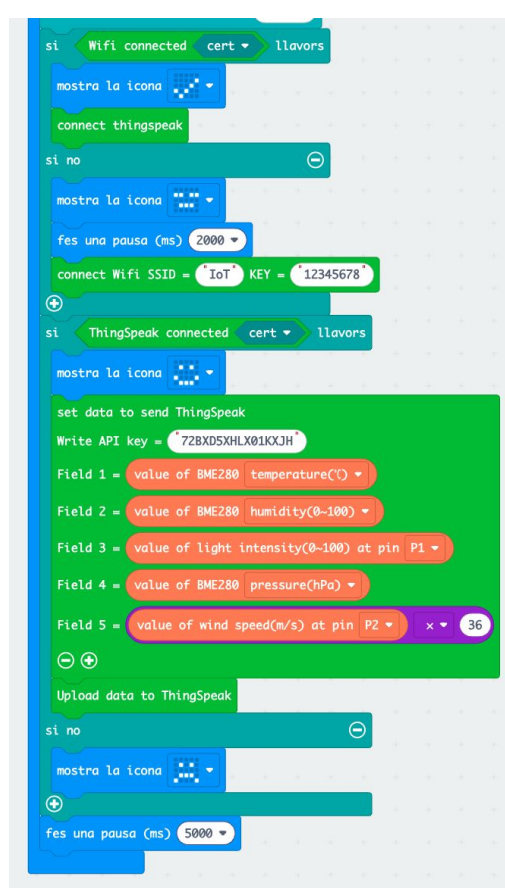 si Wifi connected cert llavors
mostra la icona
connect thingspeak
si no
mostra la icona
fes una pausa (ms) 2000
connect Wifi SSID = "IoT" KEY = "12345678"
si ThingSpeak connected cert llavors
mostra la icona
set data to send ThingSpeak
Write API key = "72BXD5XHLX01KXJH"
Field 1 = value of BME280 temperature(℃)
Field 2 = value of BME280 humidity(0~100)
Field 3 = value of light intensity(0~100) at pin P1
Field 4 = value of BME280 pressure(hPa)
Field 5 = value of wind speed(m/s) at pin P2 × 36
Upload data to ThingSpeak
si no
mostra la icona
fes una pausa (ms) 5000